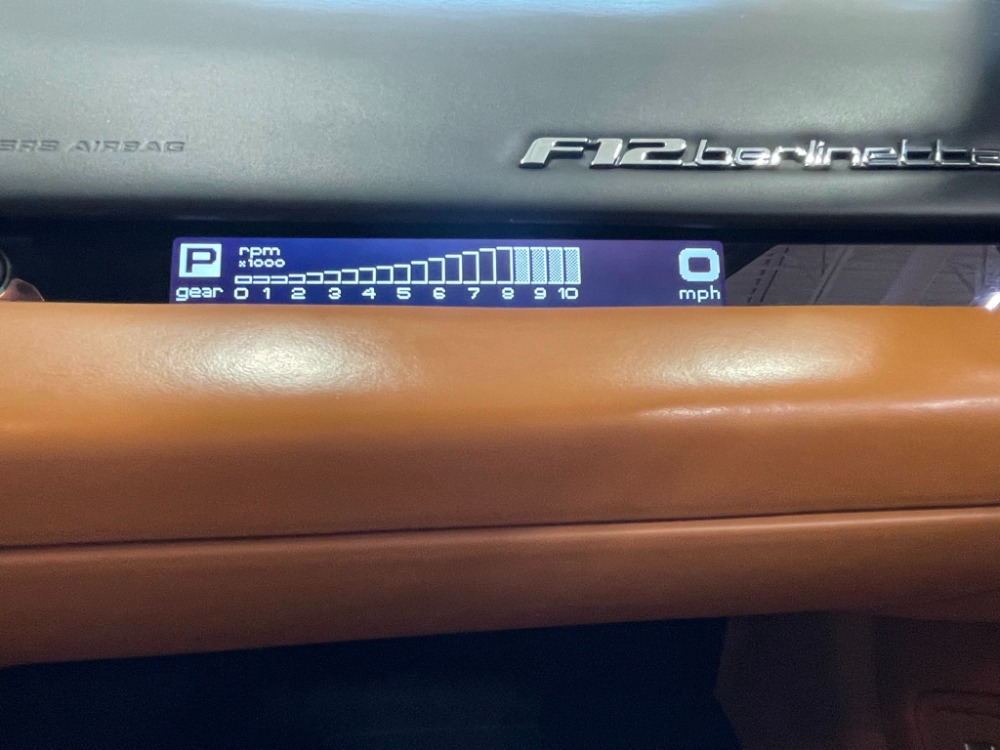 AIRBAG
F12berlinetta
P
rpm
x1000
gear 0 1 2 3 4 5 6 7 8 9 10
0
mph